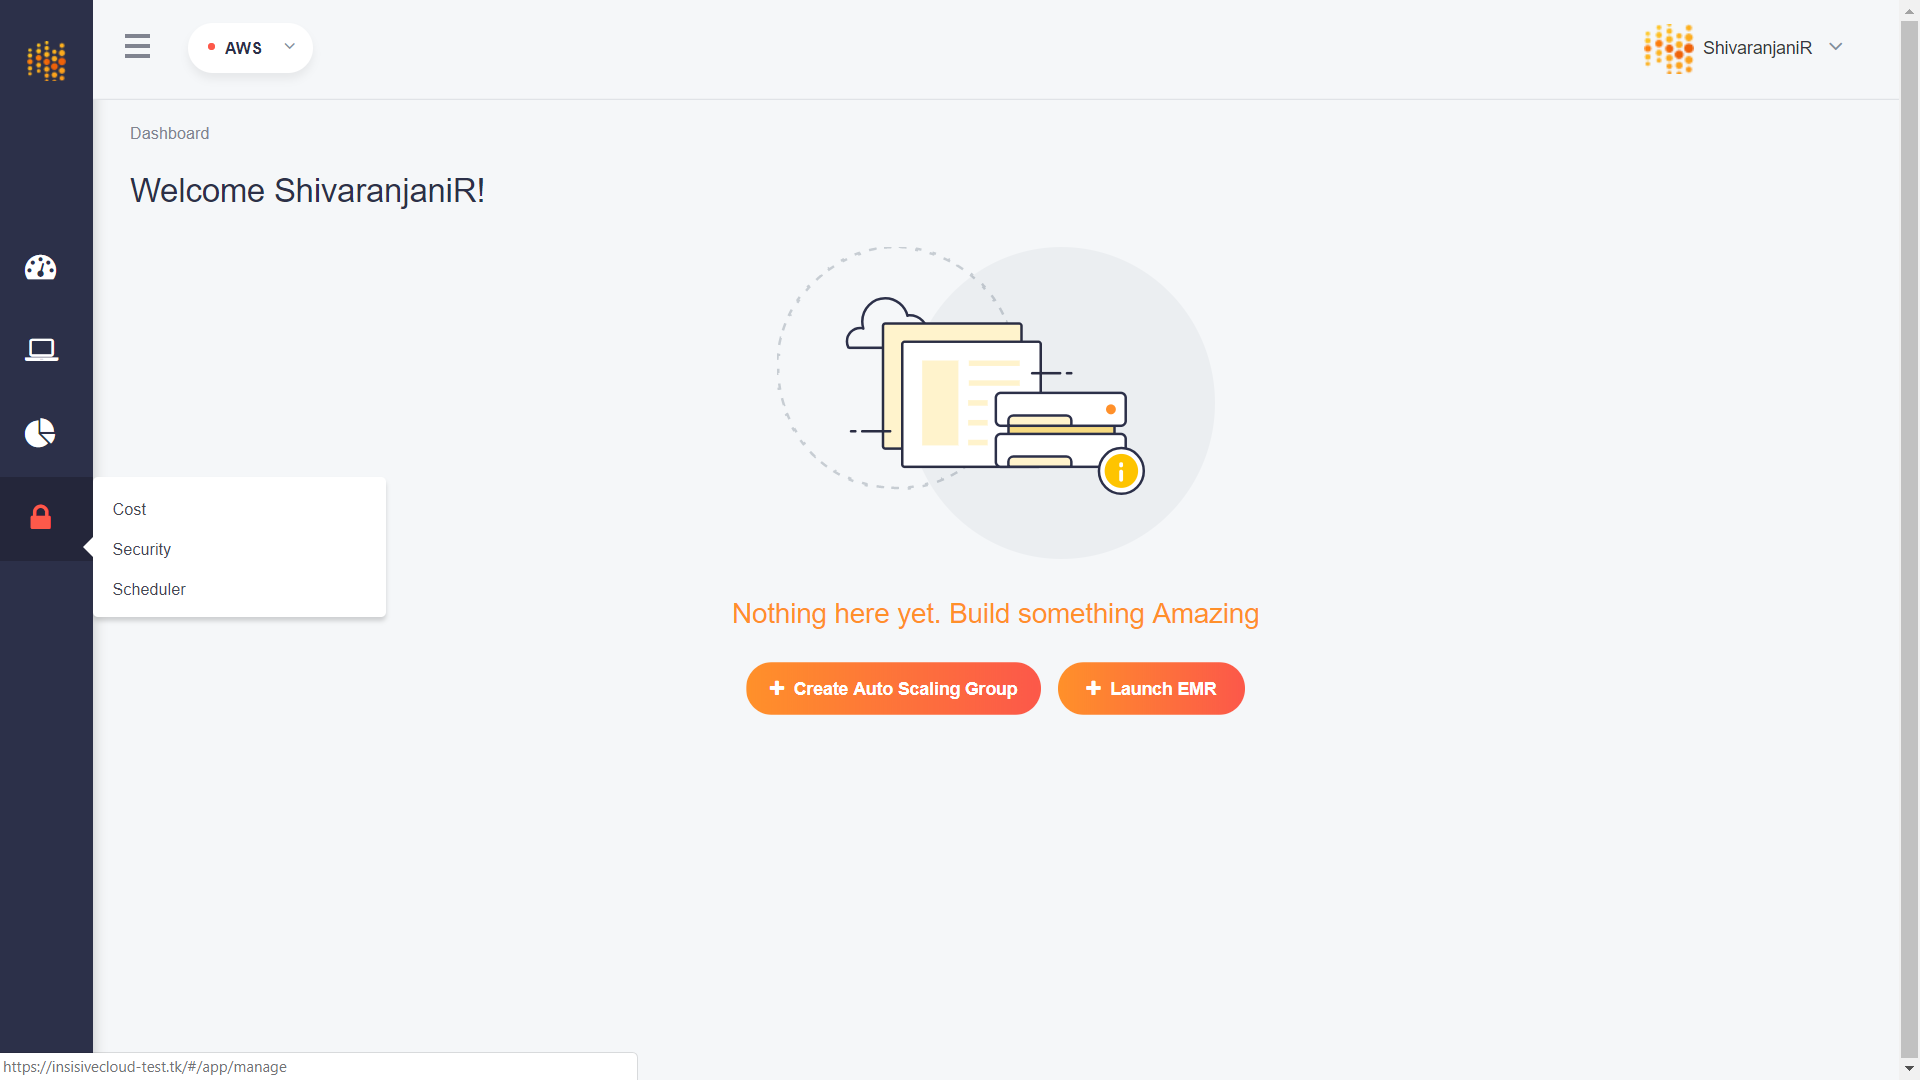 AWS
ShivaranjaniR
Dashboard
Welcome ShivaranjaniR!
Cost
Security
Scheduler
Nothing here yet. Build something Amazing
Create Auto Scaling Group
Launch EMR
https://insisivecloud-test.tk/#/app/manage